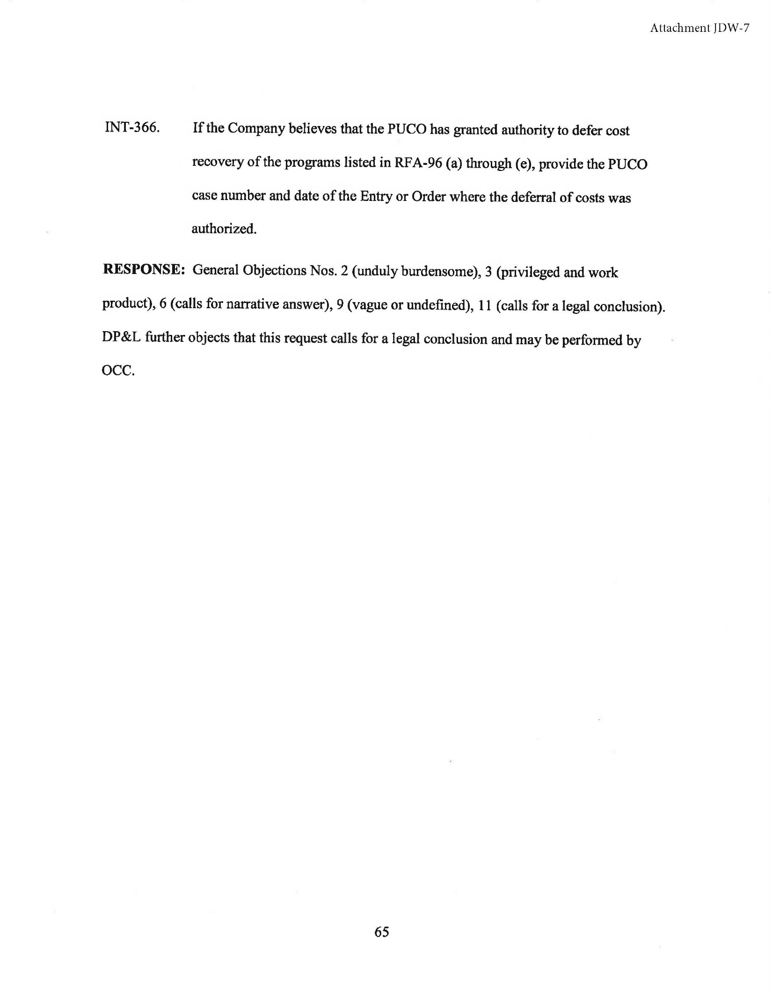 Attachment JDW-7
INT-366. If the Company believes that the PUCO has granted authority to defer cost
recovery of the programs listed in RFA-96 (a) through (e), provide the PUCO
case number and date of the Entry or Order where the deferral of costs was
authorized.
RESPONSE: General Objections Nos. 2 (unduly burdensome), 3 (privileged and work
product), 6 (calls for narrative answer), 9 (vague or undefined), 11 (calls for a legal conclusion).
DP&L further objects that this request calls for a legal conclusion and may be performed by
OCC.
65